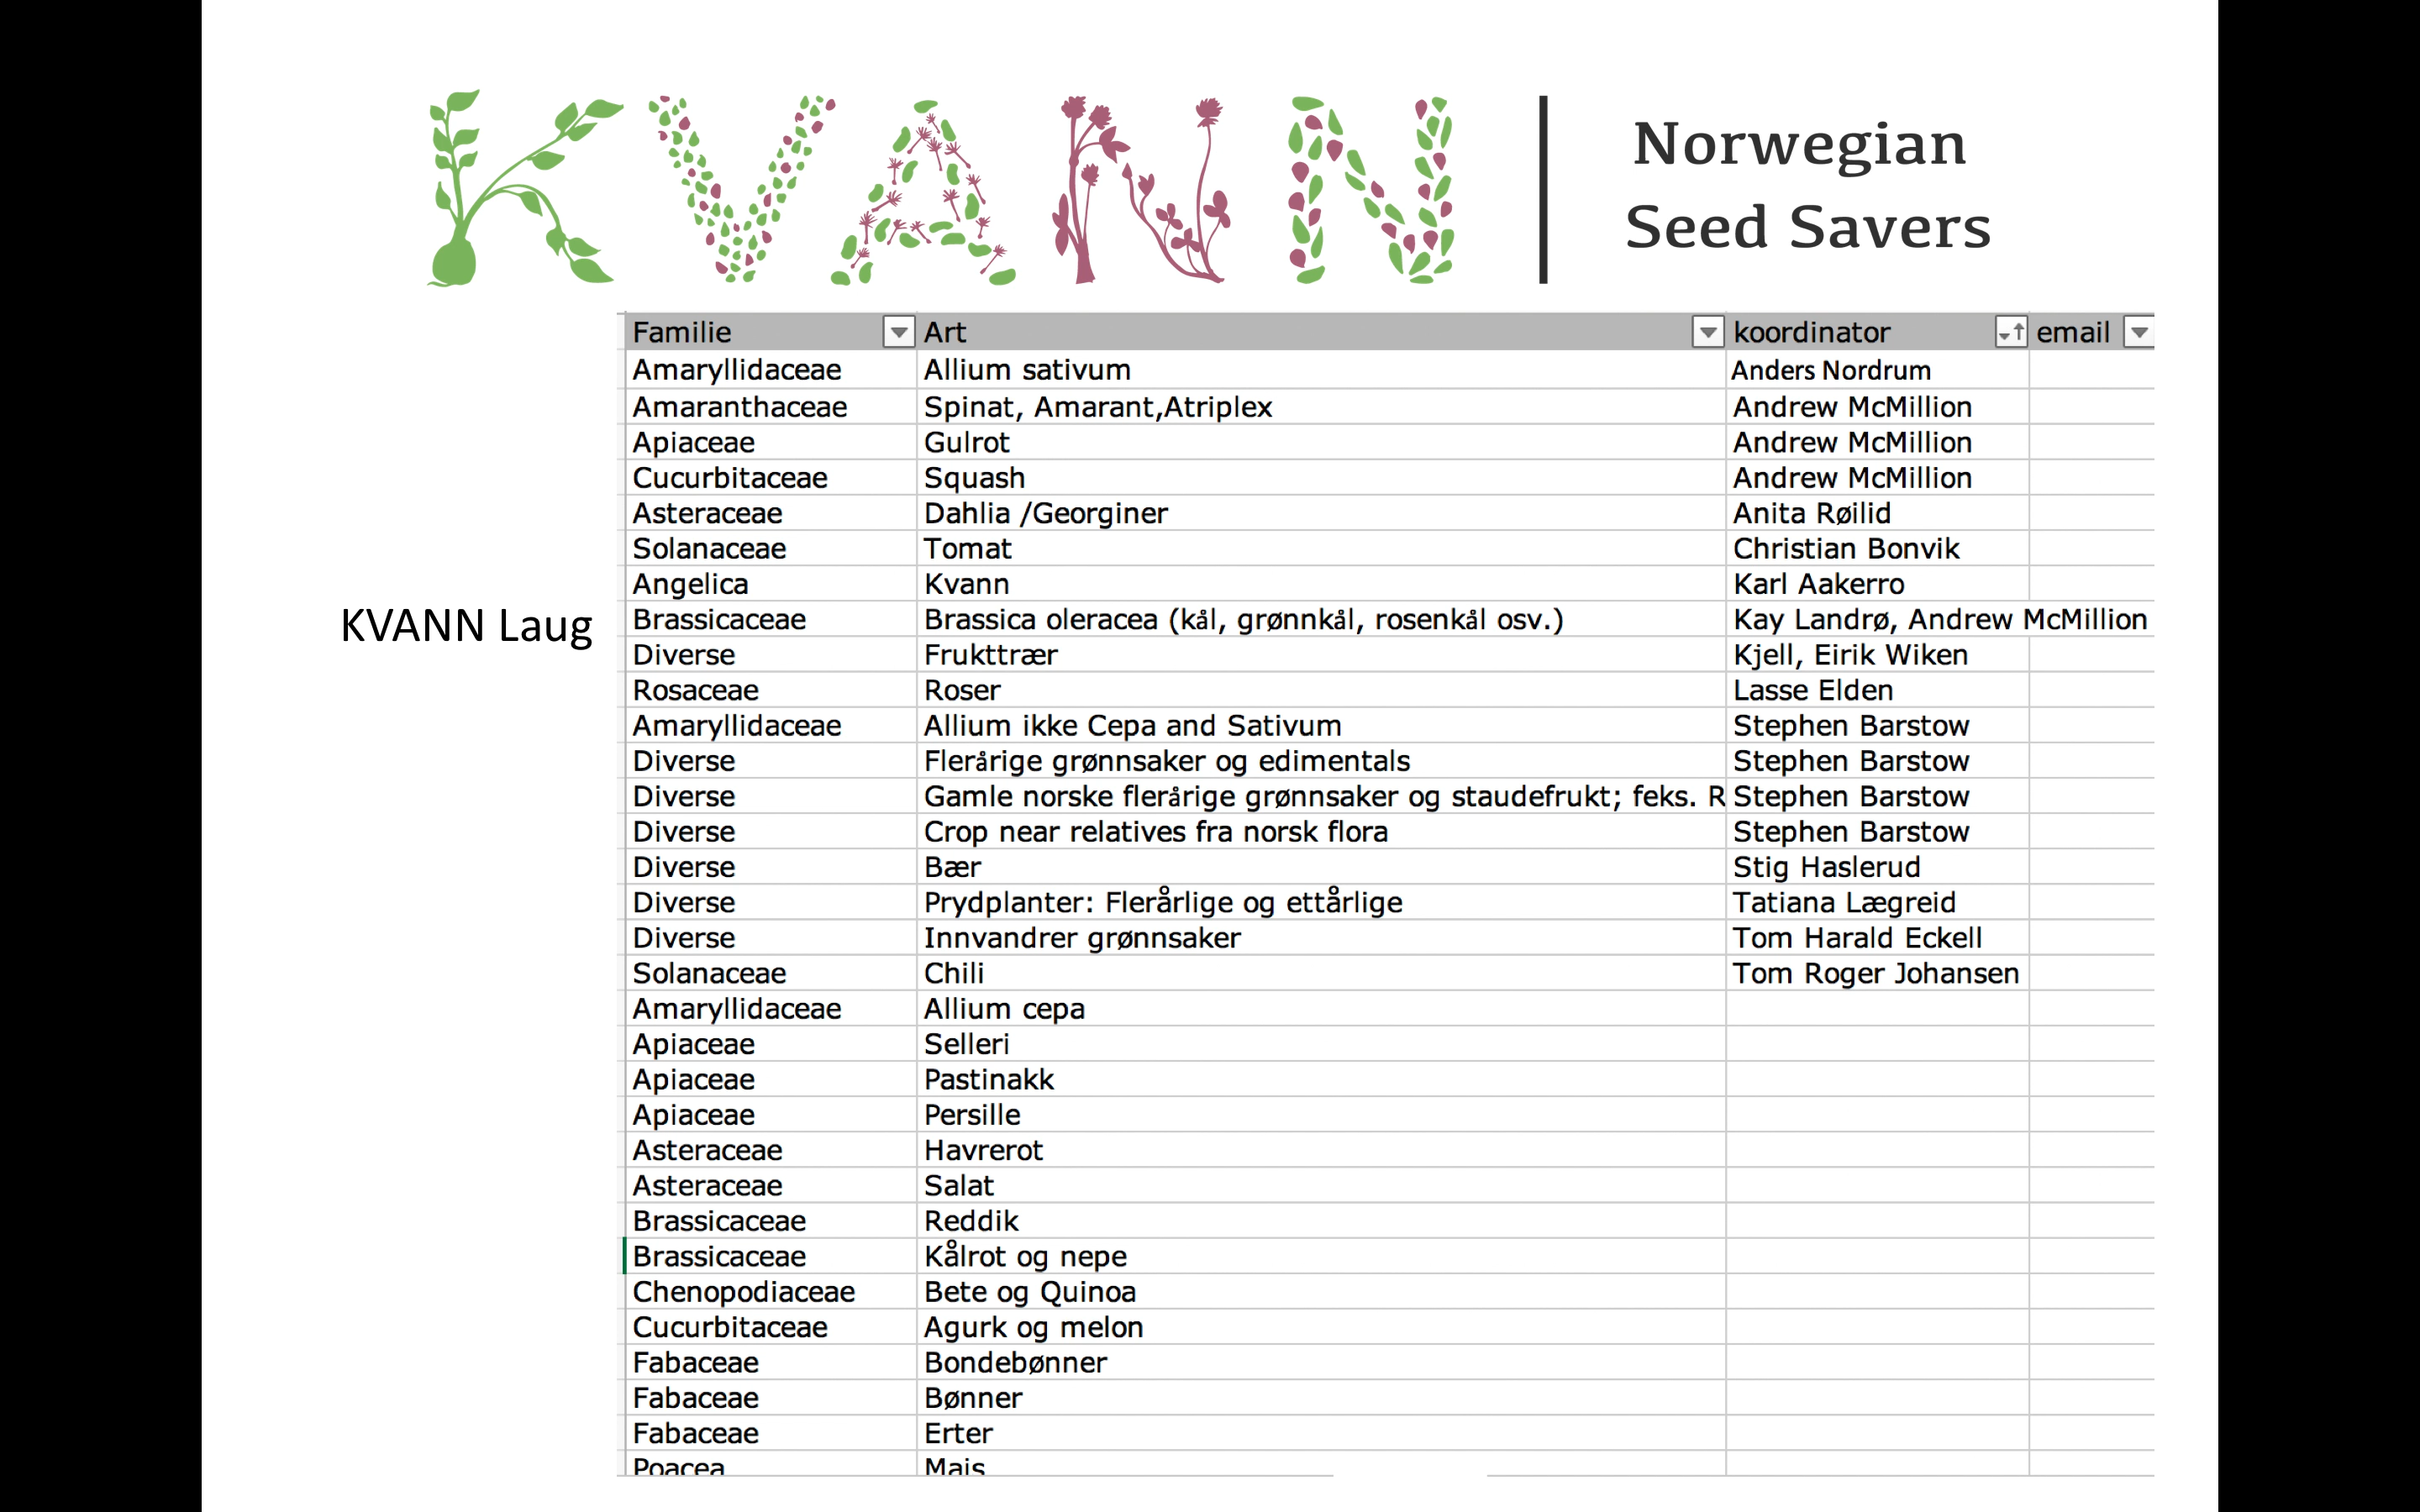 KVANN
Norwegian
Seed Savers
KVANN Laug
Familie Art koordinator email
Amaryllidaceae Allium sativum Anders Nordrum
Amaranthaceae Spinat, Amarant,Atriplex Andrew McMillion
Apiaceae Gulrot Andrew McMillion
Cucurbitaceae Squash Andrew McMillion
Asteraceae Dahlia /Georginer Anita Røilid
Solanaceae Tomat Christian Bonvik
Angelica Kvann Karl Aakerro
Brassicaceae Brassica oleracea (kål, grønnkål, rosenkål osv.) Kay Landrø, Andrew McMillion
Diverse Frukttrær Kjell, Eirik Wiken
Rosaceae Roser Lasse Elden
Amaryllidaceae Allium ikke Cepa and Sativum Stephen Barstow
Diverse Flerårige grønnsaker og edimentals Stephen Barstow
Diverse Gamle norske flerårige grønnsaker og staudefrukt; feks. R Stephen Barstow
Diverse Crop near relatives fra norsk flora Stephen Barstow
Diverse Bær Stig Haslerud
Diverse Prydplanter: Flerårlige og ettårlige Tatiana Lægreid
Diverse Innvandrer grønnsaker Tom Harald Eckell
Solanaceae Chili Tom Roger Johansen
Amaryllidaceae Allium cepa
Apiaceae Selleri
Apiaceae Pastinakk
Apiaceae Persille
Asteraceae Havrerot
Asteraceae Salat
Brassicaceae Reddik
Brassicaceae Kålrot og nepe
Chenopodiaceae Bete og Quinoa
Cucurbitaceae Agurk og melon
Fabaceae Bondebønner
Fabaceae Bønner
Fabaceae Erter
Poacea Mais